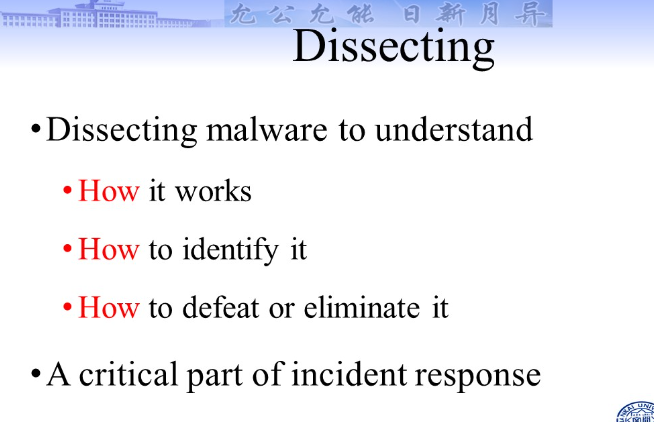 允公允能 日新月异
Dissecting
•Dissecting malware to understand
•How it works
•How to identify it
•How to defeat or eliminate it
•A critical part of incident response